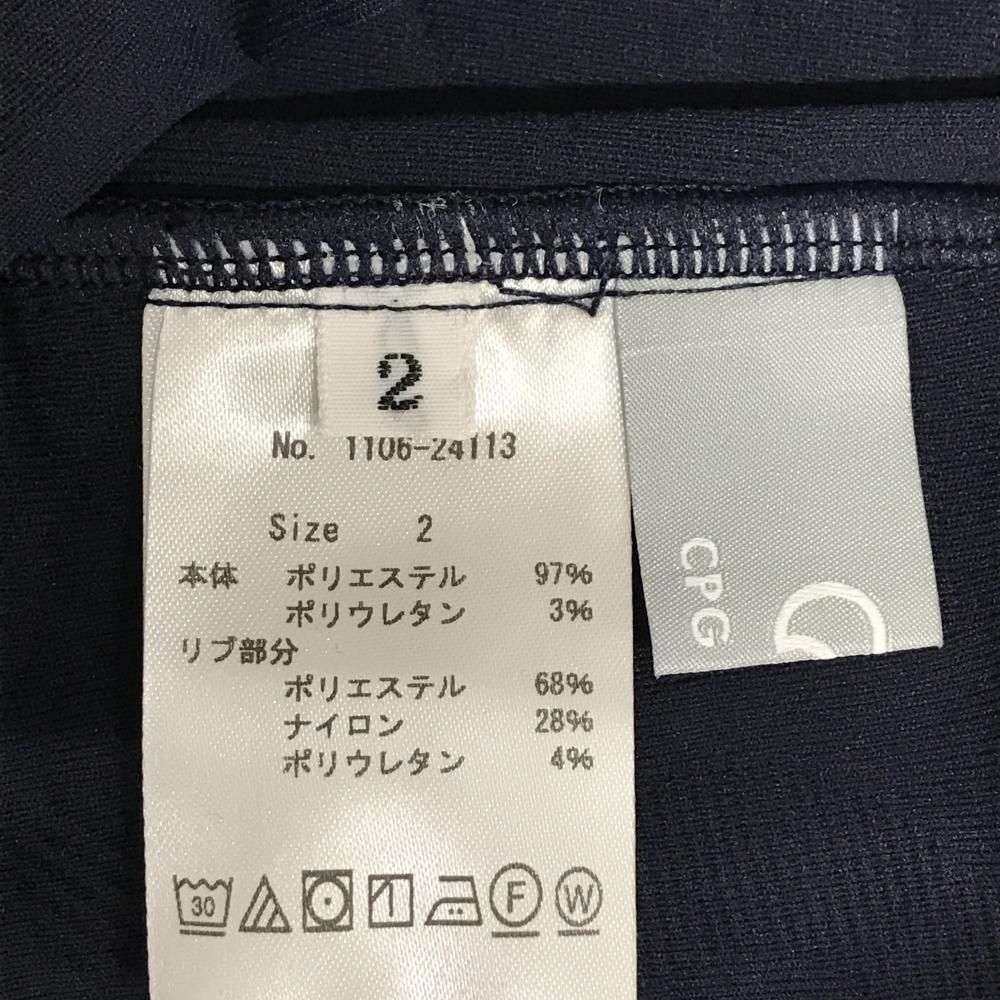 2
No. 1106-24113
Size 2
本体 ポリエステル 97%
ポリウレタン 3%
リブ部分
ポリエステル 68%
ナイロン 28%
ポリウレタン 4%
30
F
W
CPG